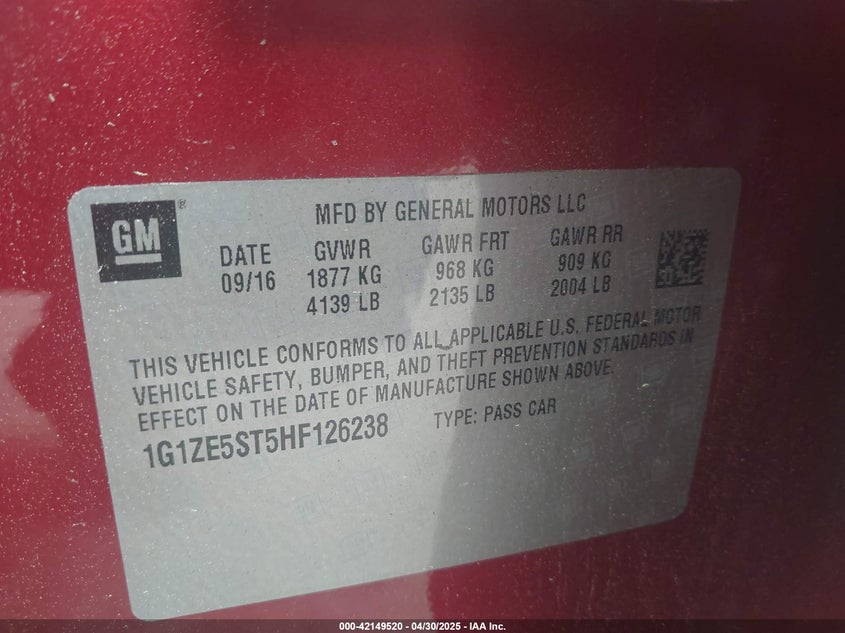 GM®
MFD BY GENERAL MOTORS LLC
DATE GVWR GAWR FRT GAWR RR
09/16 1877 KG 968 KG 909 KG
4139 LB 2135 LB 2004 LB
THIS VEHICLE CONFORMS TO ALL APPLICABLE U.S. FEDERAL MOTOR
VEHICLE SAFETY, BUMPER, AND THEFT PREVENTION STANDARDS IN
EFFECT ON THE DATE OF MANUFACTURE SHOWN ABOVE.
1G1ZE5ST5HF126238 TYPE: PASS CAR
000-42149520 - 04/30/2025 - IAA Inc.